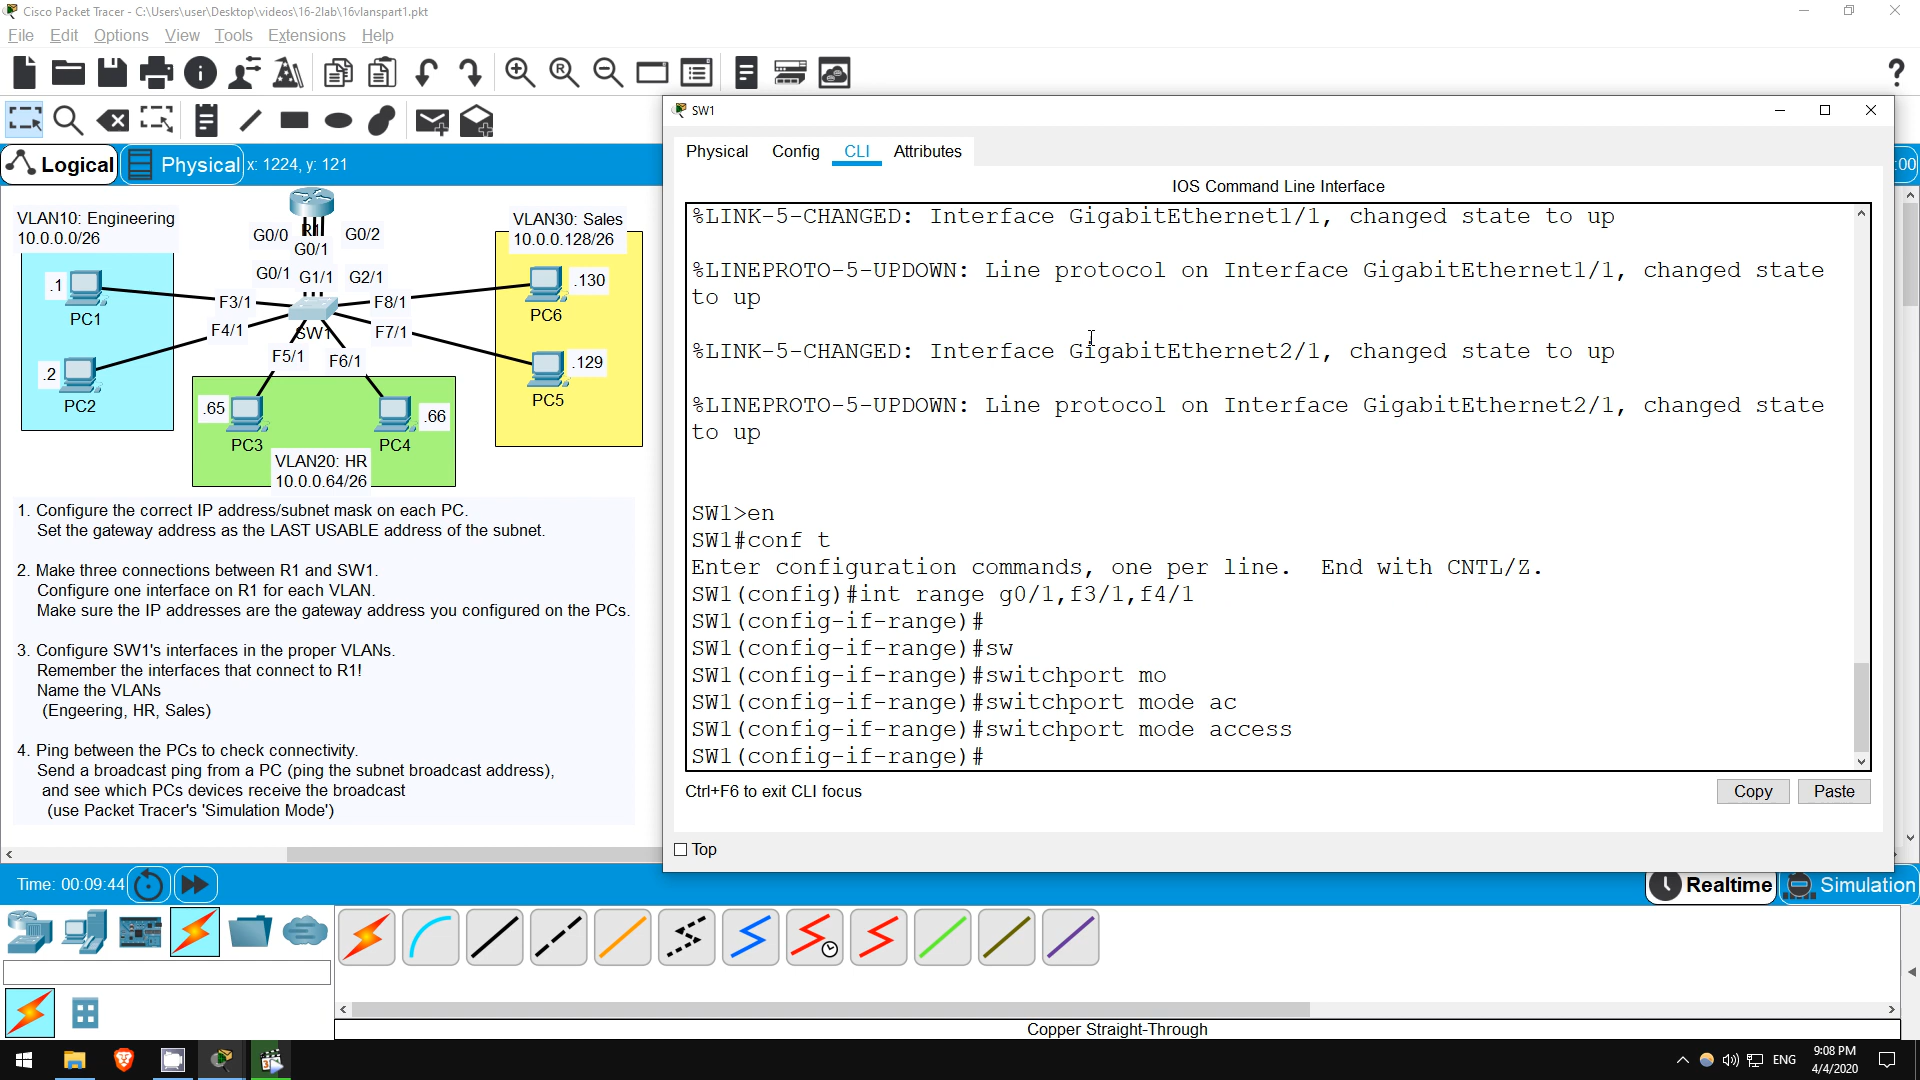 Cisco Packet Tracer - C:\Users\user\Desktop\videos\16-2lab\16vlanspart1.pkt
File Edit Options View Tools Extensions Help
Logical Physical x: 1224, y: 121
:00
VLAN10: Engineering
10.0.0.0/26
VLAN30: Sales
10.0.0.128/26
G0/0 R1 G0/2
G0/1
G0/1 G1/1 G2/1
.1
PC1
F3/1
F8/1
.130
PC6
F4/1
SW1
F7/1
.2
PC2
F5/1
F6/1
.129
PC5
.65
PC3
.66
PC4
VLAN20: HR
10.0.0.64/26
1. Configure the correct IP address/subnet mask on each PC.
Set the gateway address as the LAST USABLE address of the subnet.
2. Make three connections between R1 and SW1.
Configure one interface on R1 for each VLAN.
Make sure the IP addresses are the gateway address you configured on the PCs.
3. Configure SW1's interfaces in the proper VLANs.
Remember the interfaces that connect to R1!
Name the VLANs
(Engeering, HR, Sales)
4. Ping between the PCs to check connectivity.
Send a broadcast ping from a PC (ping the subnet broadcast address),
and see which PCs devices receive the broadcast
(use Packet Tracer's 'Simulation Mode')
SW1
Physical Config CLI Attributes
IOS Command Line Interface
%LINK-5-CHANGED: Interface GigabitEthernet1/1, changed state to up
%LINEPROTO-5-UPDOWN: Line protocol on Interface GigabitEthernet1/1, changed state
to up
%LINK-5-CHANGED: Interface GigabitEthernet2/1, changed state to up
%LINEPROTO-5-UPDOWN: Line protocol on Interface GigabitEthernet2/1, changed state
to up
SW1>en
SW1#conf t
Enter configuration commands, one per line.  End with CNTL/Z.
SW1(config)#int range g0/1,f3/1,f4/1
SW1(config-if-range)#
SW1(config-if-range)#sw
SW1(config-if-range)#switchport mo
SW1(config-if-range)#switchport mode ac
SW1(config-if-range)#switchport mode access
SW1(config-if-range)#
Ctrl+F6 to exit CLI focus
Copy Paste
Top
Time: 00:09:44
Realtime Simulation
Copper Straight-Through
ENG
9:08 PM
4/4/2020